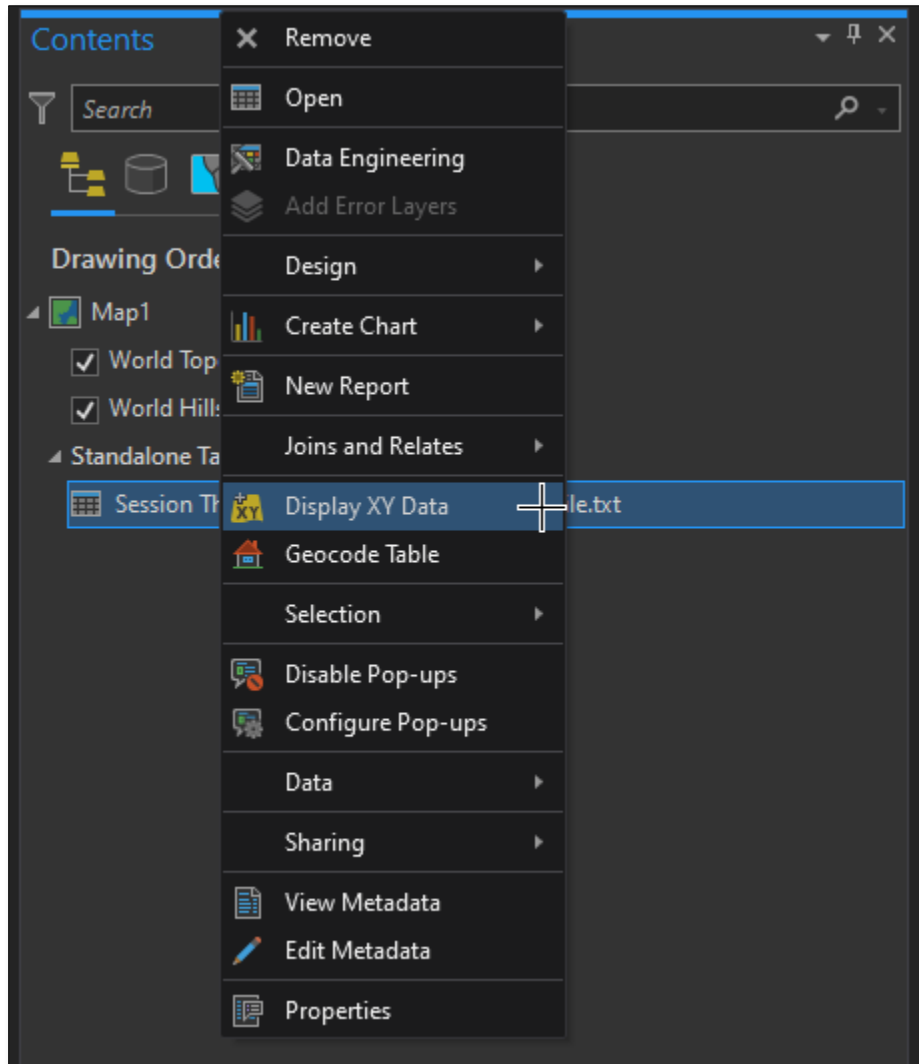 Contents
Search
Drawing Orde
Map1
World Top
World Hills
Standalone Ta
Session Th
le.txt
Remove
Open
Data Engineering
Add Error Layers
Design
Create Chart
New Report
Joins and Relates
XY Display XY Data
Geocode Table
Selection
Disable Pop-ups
Configure Pop-ups
Data
Sharing
View Metadata
Edit Metadata
Properties